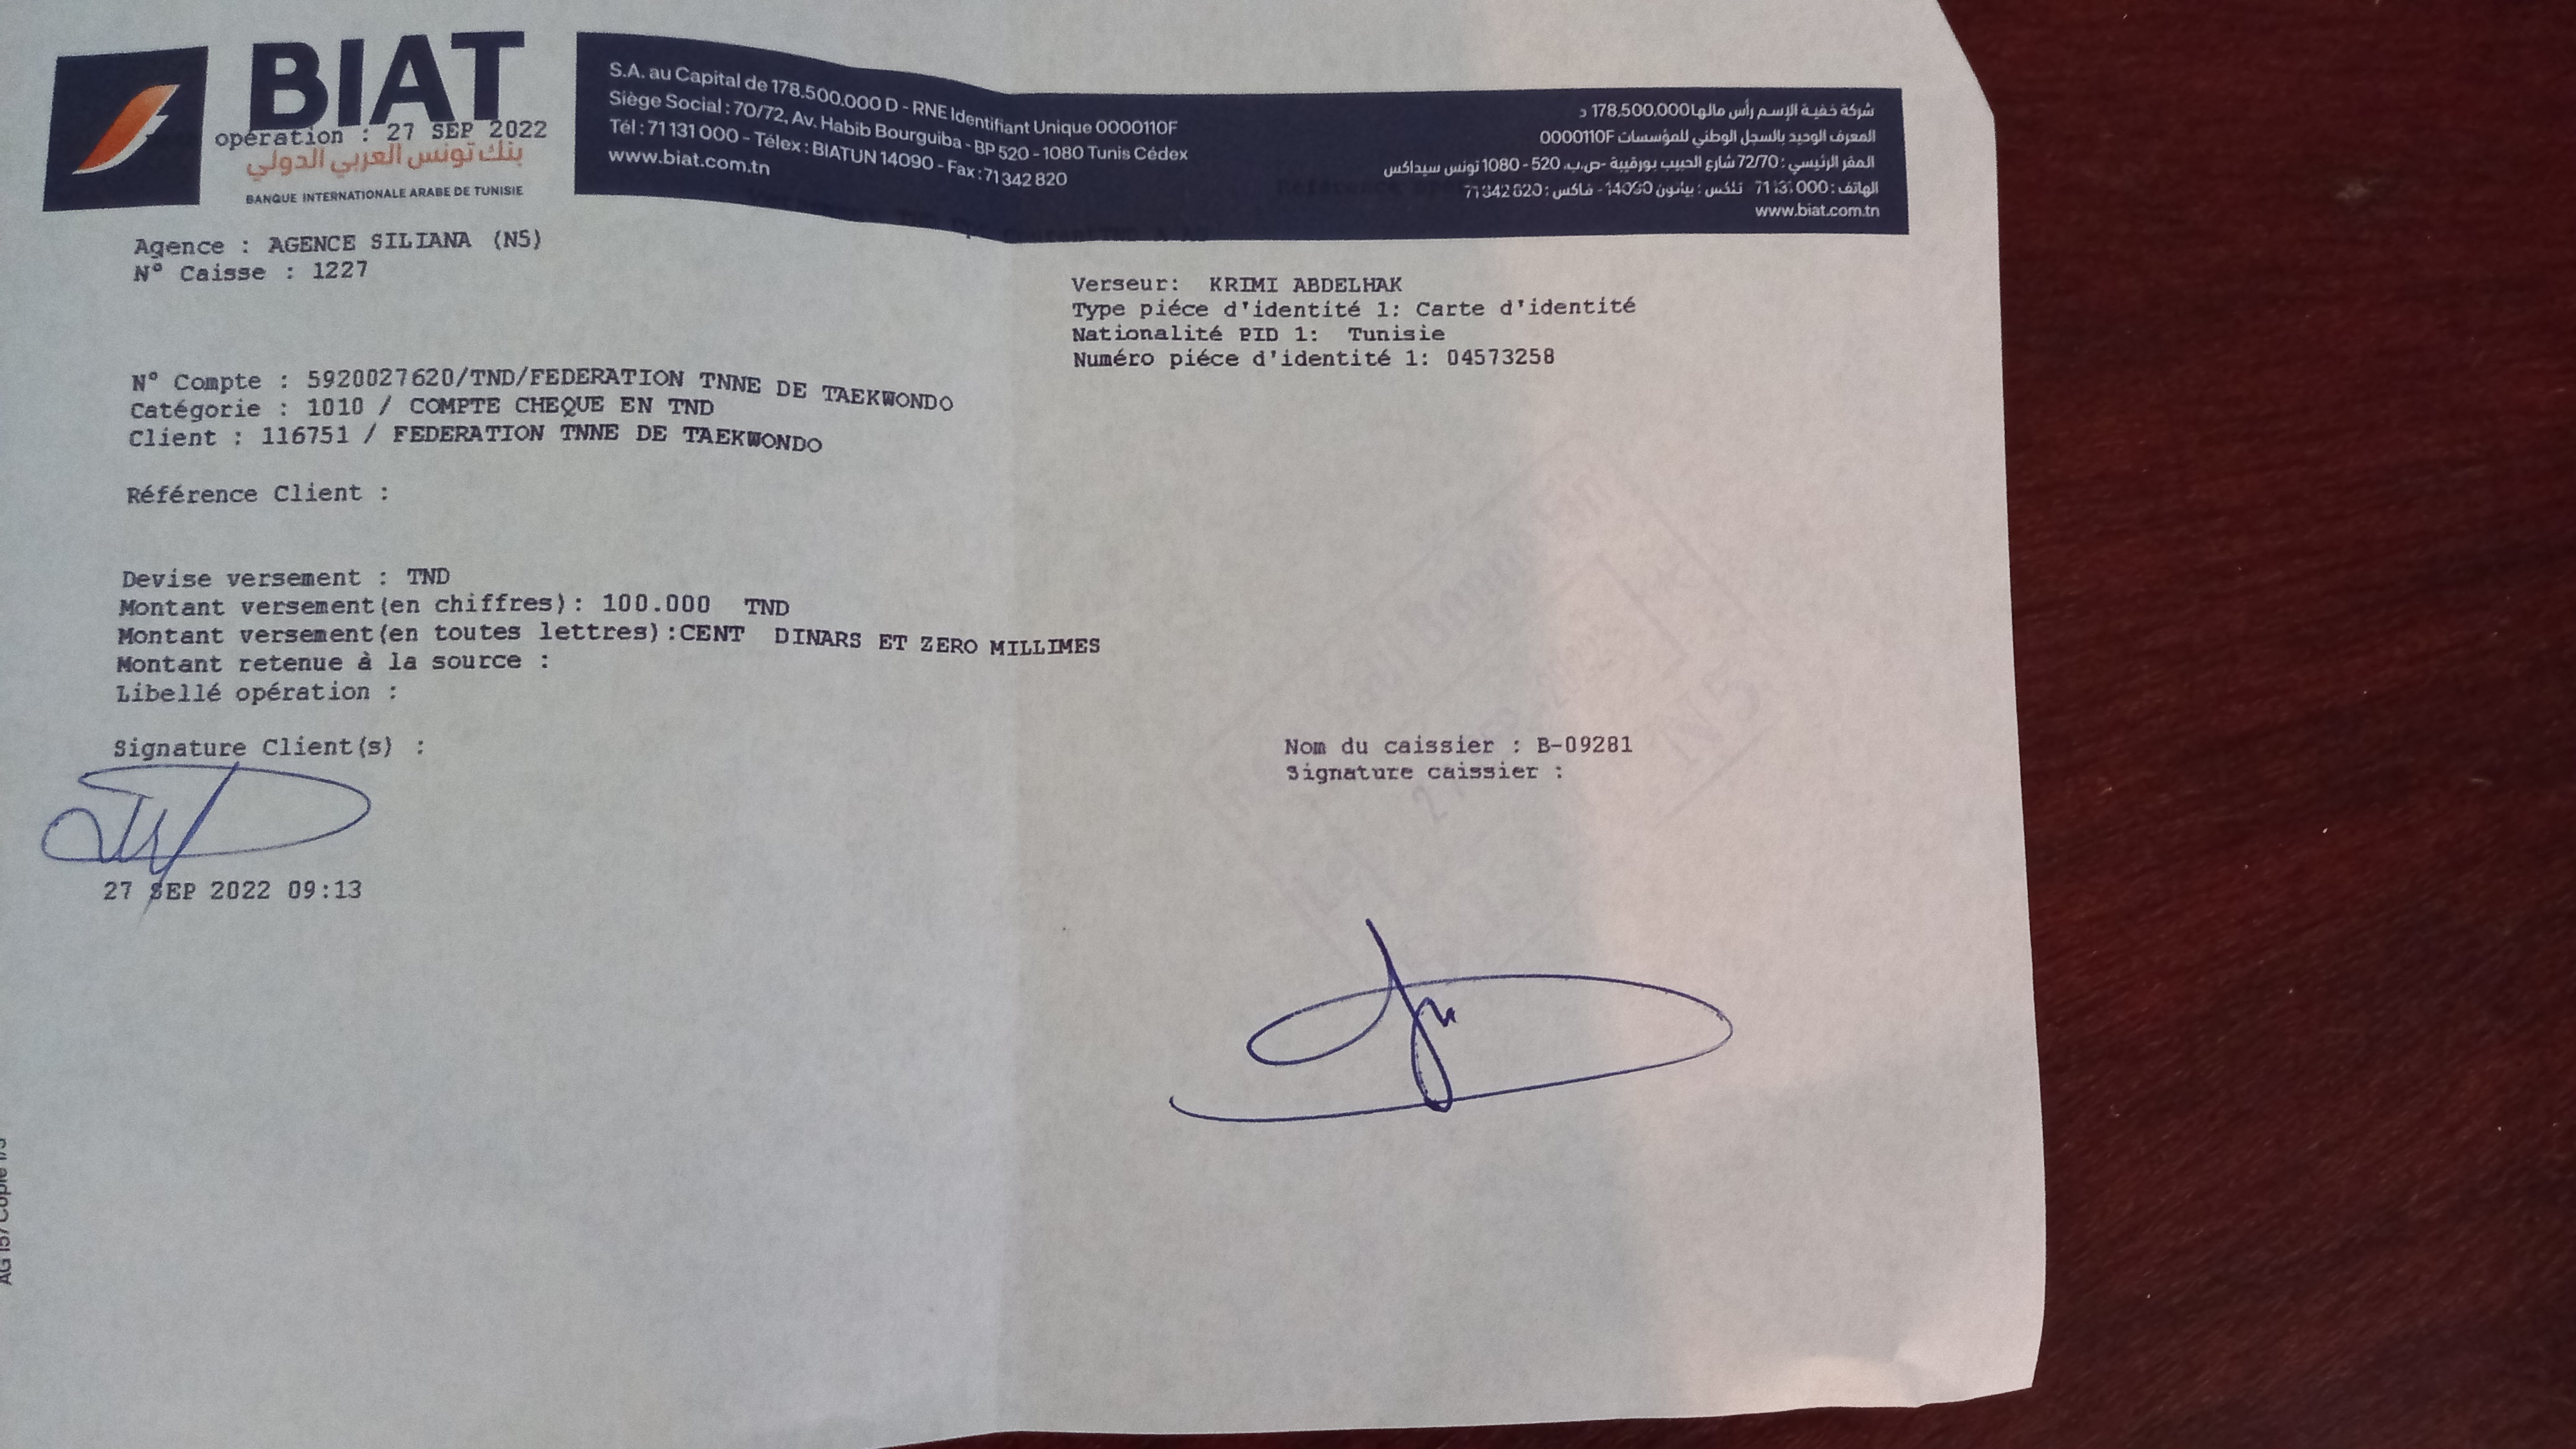 BIAT
opération : 27 SEP 2022
بنك تونس العربي الدولي
BANQUE INTERNATIONALE ARABE DE TUNISIE
S.A. au Capital de 178.500.000 D - RNE Identifiant Unique 0000110F
Siège Social : 70/72, Av. Habib Bourguiba - BP 520 - 1080 Tunis Cédex
Tél : 71 131 000 - Télex : BIATUN 14090 - Fax : 71 342 820
www.biat.com.tn
شركة خفية الإسم رأس مالها 178.500.000 د
المعرف الوحيد بالسجل الوطني للمؤسسات 0000110F
المقر الرئيسي : 72/70 شارع الحبيب بورقيبة -ص.ب. 520 - 1080 تونس سيداكس
الهاتف : 71 131 000 - تلكس : بياتون 14090 - فاكس : 71 342 820
www.biat.com.tn
Agence : AGENCE SILIANA (N5)
N° Caisse : 1227
Verseur: KRIMI ABDELHAK
Type piéce d'identité 1: Carte d'identité
Nationalité PID 1: Tunisie
Numéro piéce d'identité 1: 04573258
N° Compte : 5920027620/TND/FEDERATION TNNE DE TAEKWONDO
Catégorie : 1010 / COMPTE CHEQUE EN TND
Client : 116751 / FEDERATION TNNE DE TAEKWONDO
Référence Client :
Devise versement : TND
Montant versement(en chiffres): 100.000 TND
Montant versement(en toutes lettres):CENT DINARS ET ZERO MILLIMES
Montant retenue à la source :
Libellé opération :
Signature Client(s) :
Nom du caissier : B-09281
Signature caissier :
27 SEP 2022 09:13
N5